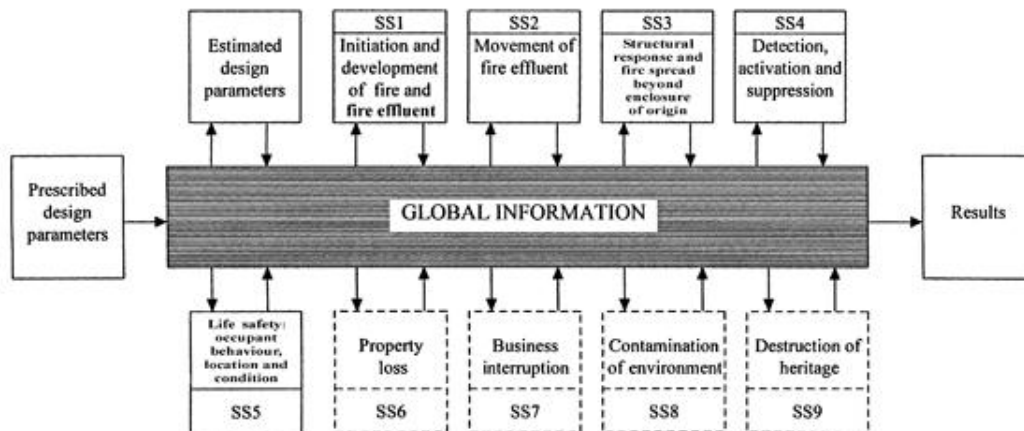 Estimated
design
parameters
SS1
Initiation and
development
of fire and
fire effluent
SS2
Movement of
fire effluent
SS3
Structural
response and
fire spread
beyond
enclosure
of origin
SS4
Detection,
activation and
suppression
Prescribed
design
parameters
GLOBAL INFORMATION
Results
Life safety:
occupant
behaviour,
location and
condition
SS5
Property
loss
SS6
Business
interruption
SS7
Contamination
of environment
SS8
Destruction of
heritage
SS9